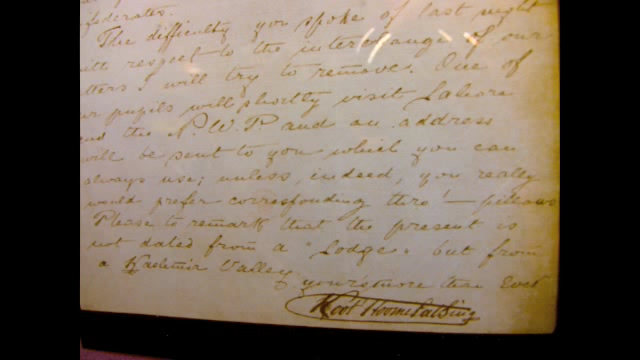 federates.
The difficulty you spoke of last night
with respect to the interchange of our
letters I will try to remove. One of
our pupils will shortly visit Lahore
and the N.W.P. and an address
will be sent to you which you can
always use; unless, indeed, you really
would prefer corresponding thro' — pillows
Please to remark that the present is
not dated from a "Lodge" but from
a Kashmir Valley
yours more than ever
Koot' Hoomi Lal Sing